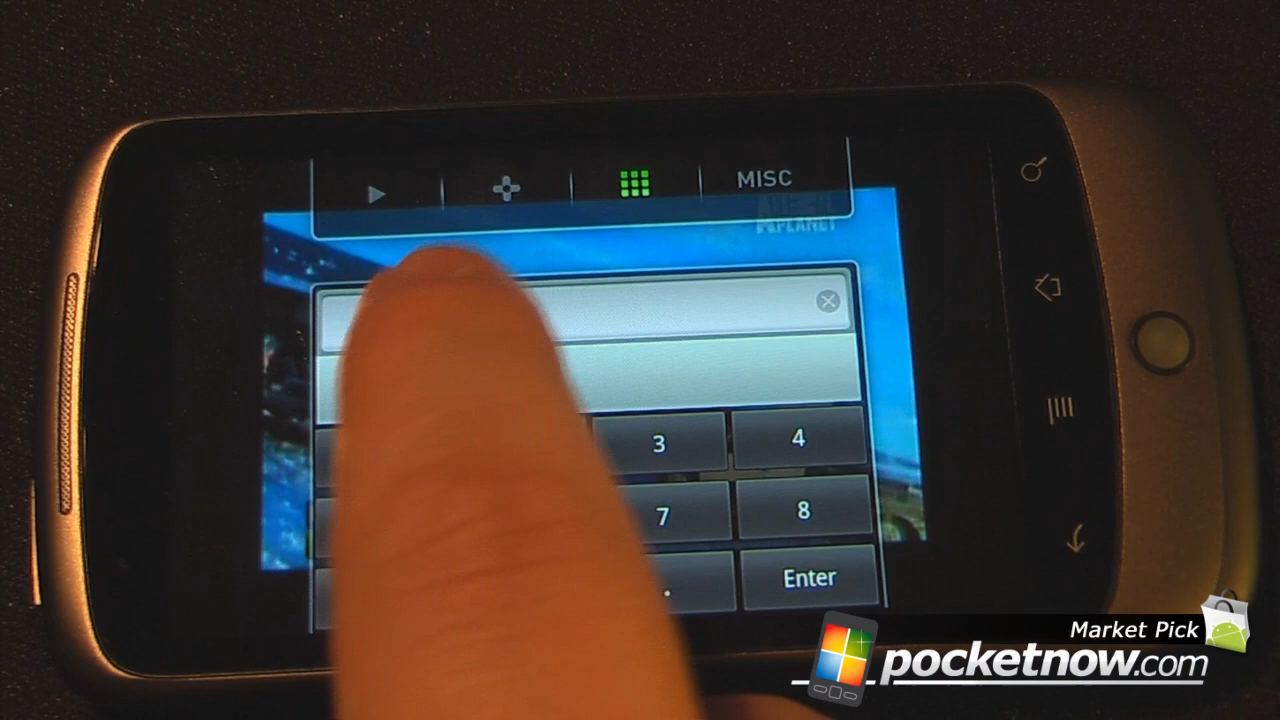 MISC
PLANET
3
4
7
8
.
Enter
Market Pick
pocketnow.com